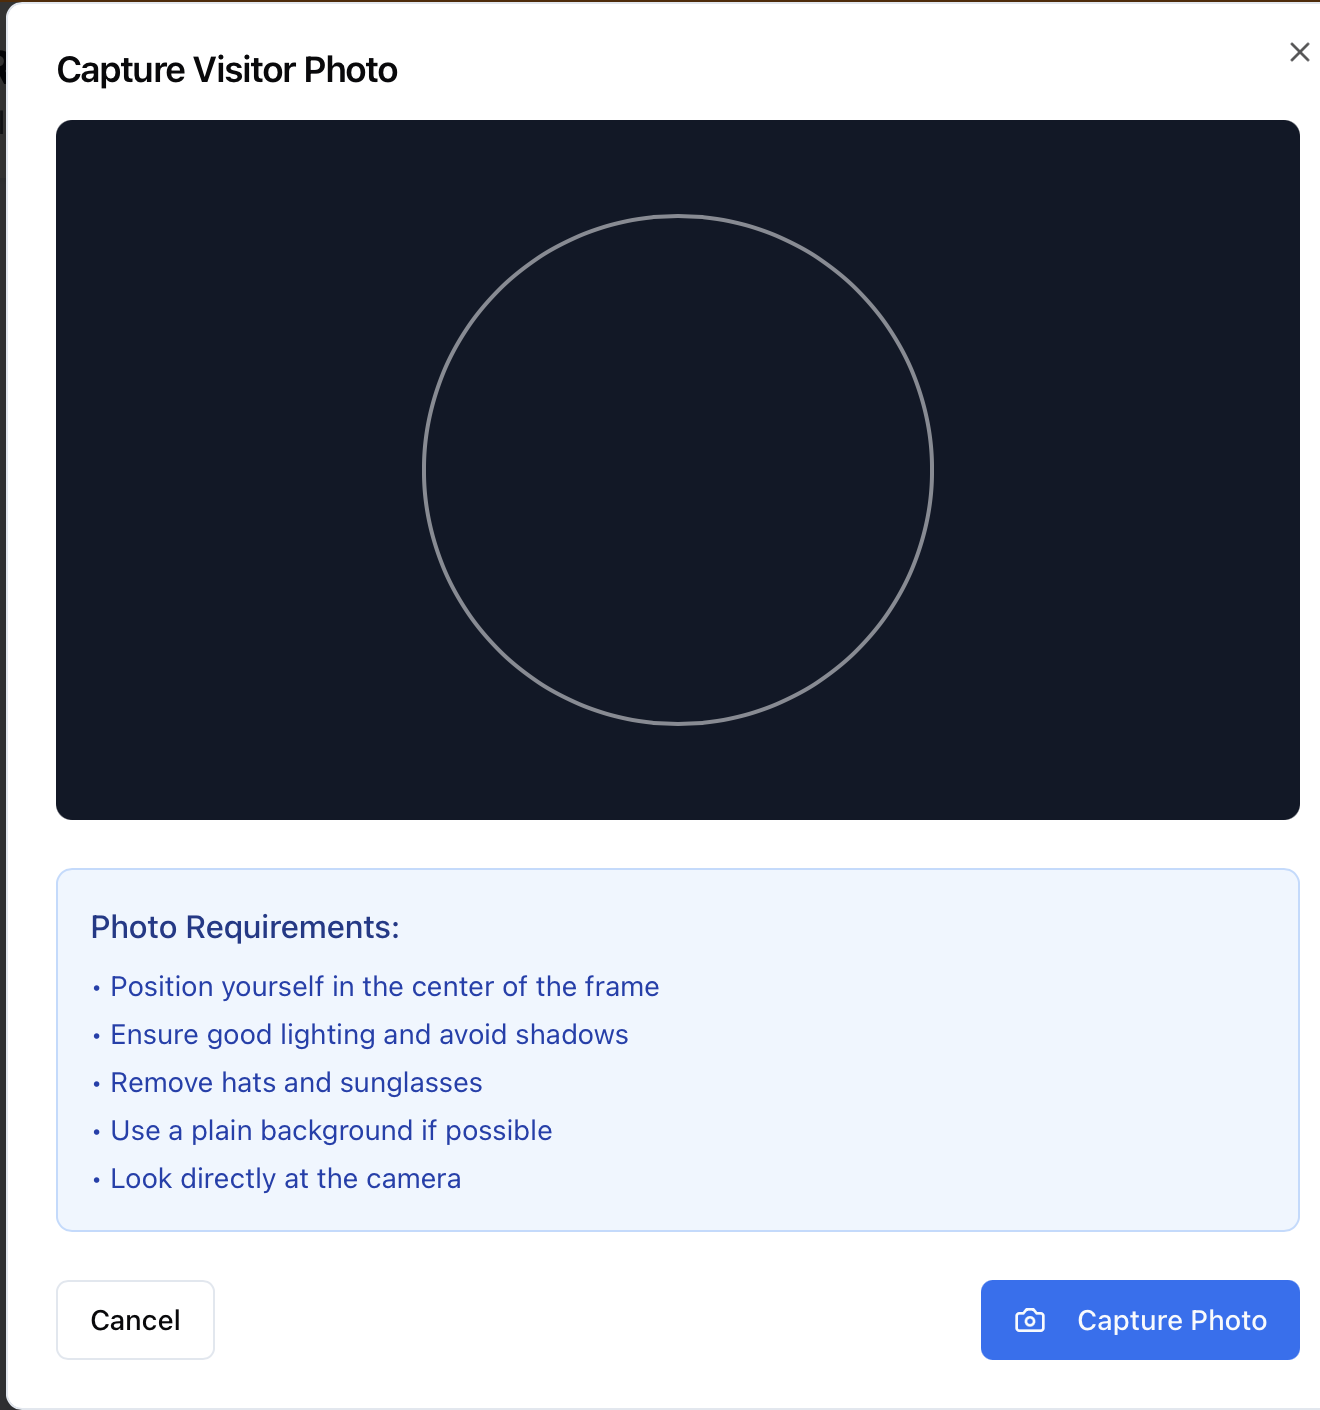 Capture Visitor Photo
Photo Requirements:
• Position yourself in the center of the frame
• Ensure good lighting and avoid shadows
• Remove hats and sunglasses
• Use a plain background if possible
• Look directly at the camera
Cancel
Capture Photo